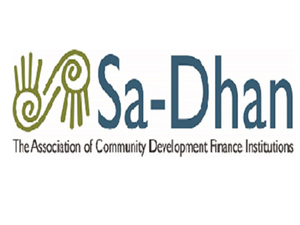 Sa-Dhan
The Association of Community Development Finance Institutions